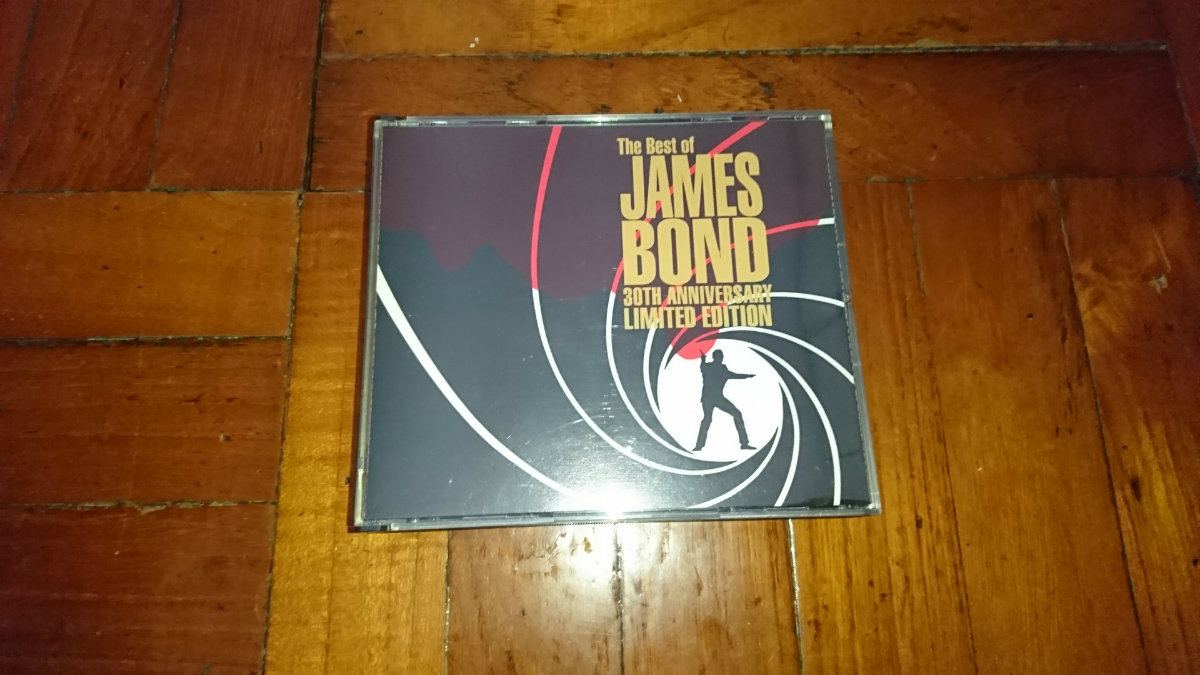 The Best of
JAMES
BOND
30TH ANNIVERSARY
LIMITED EDITION